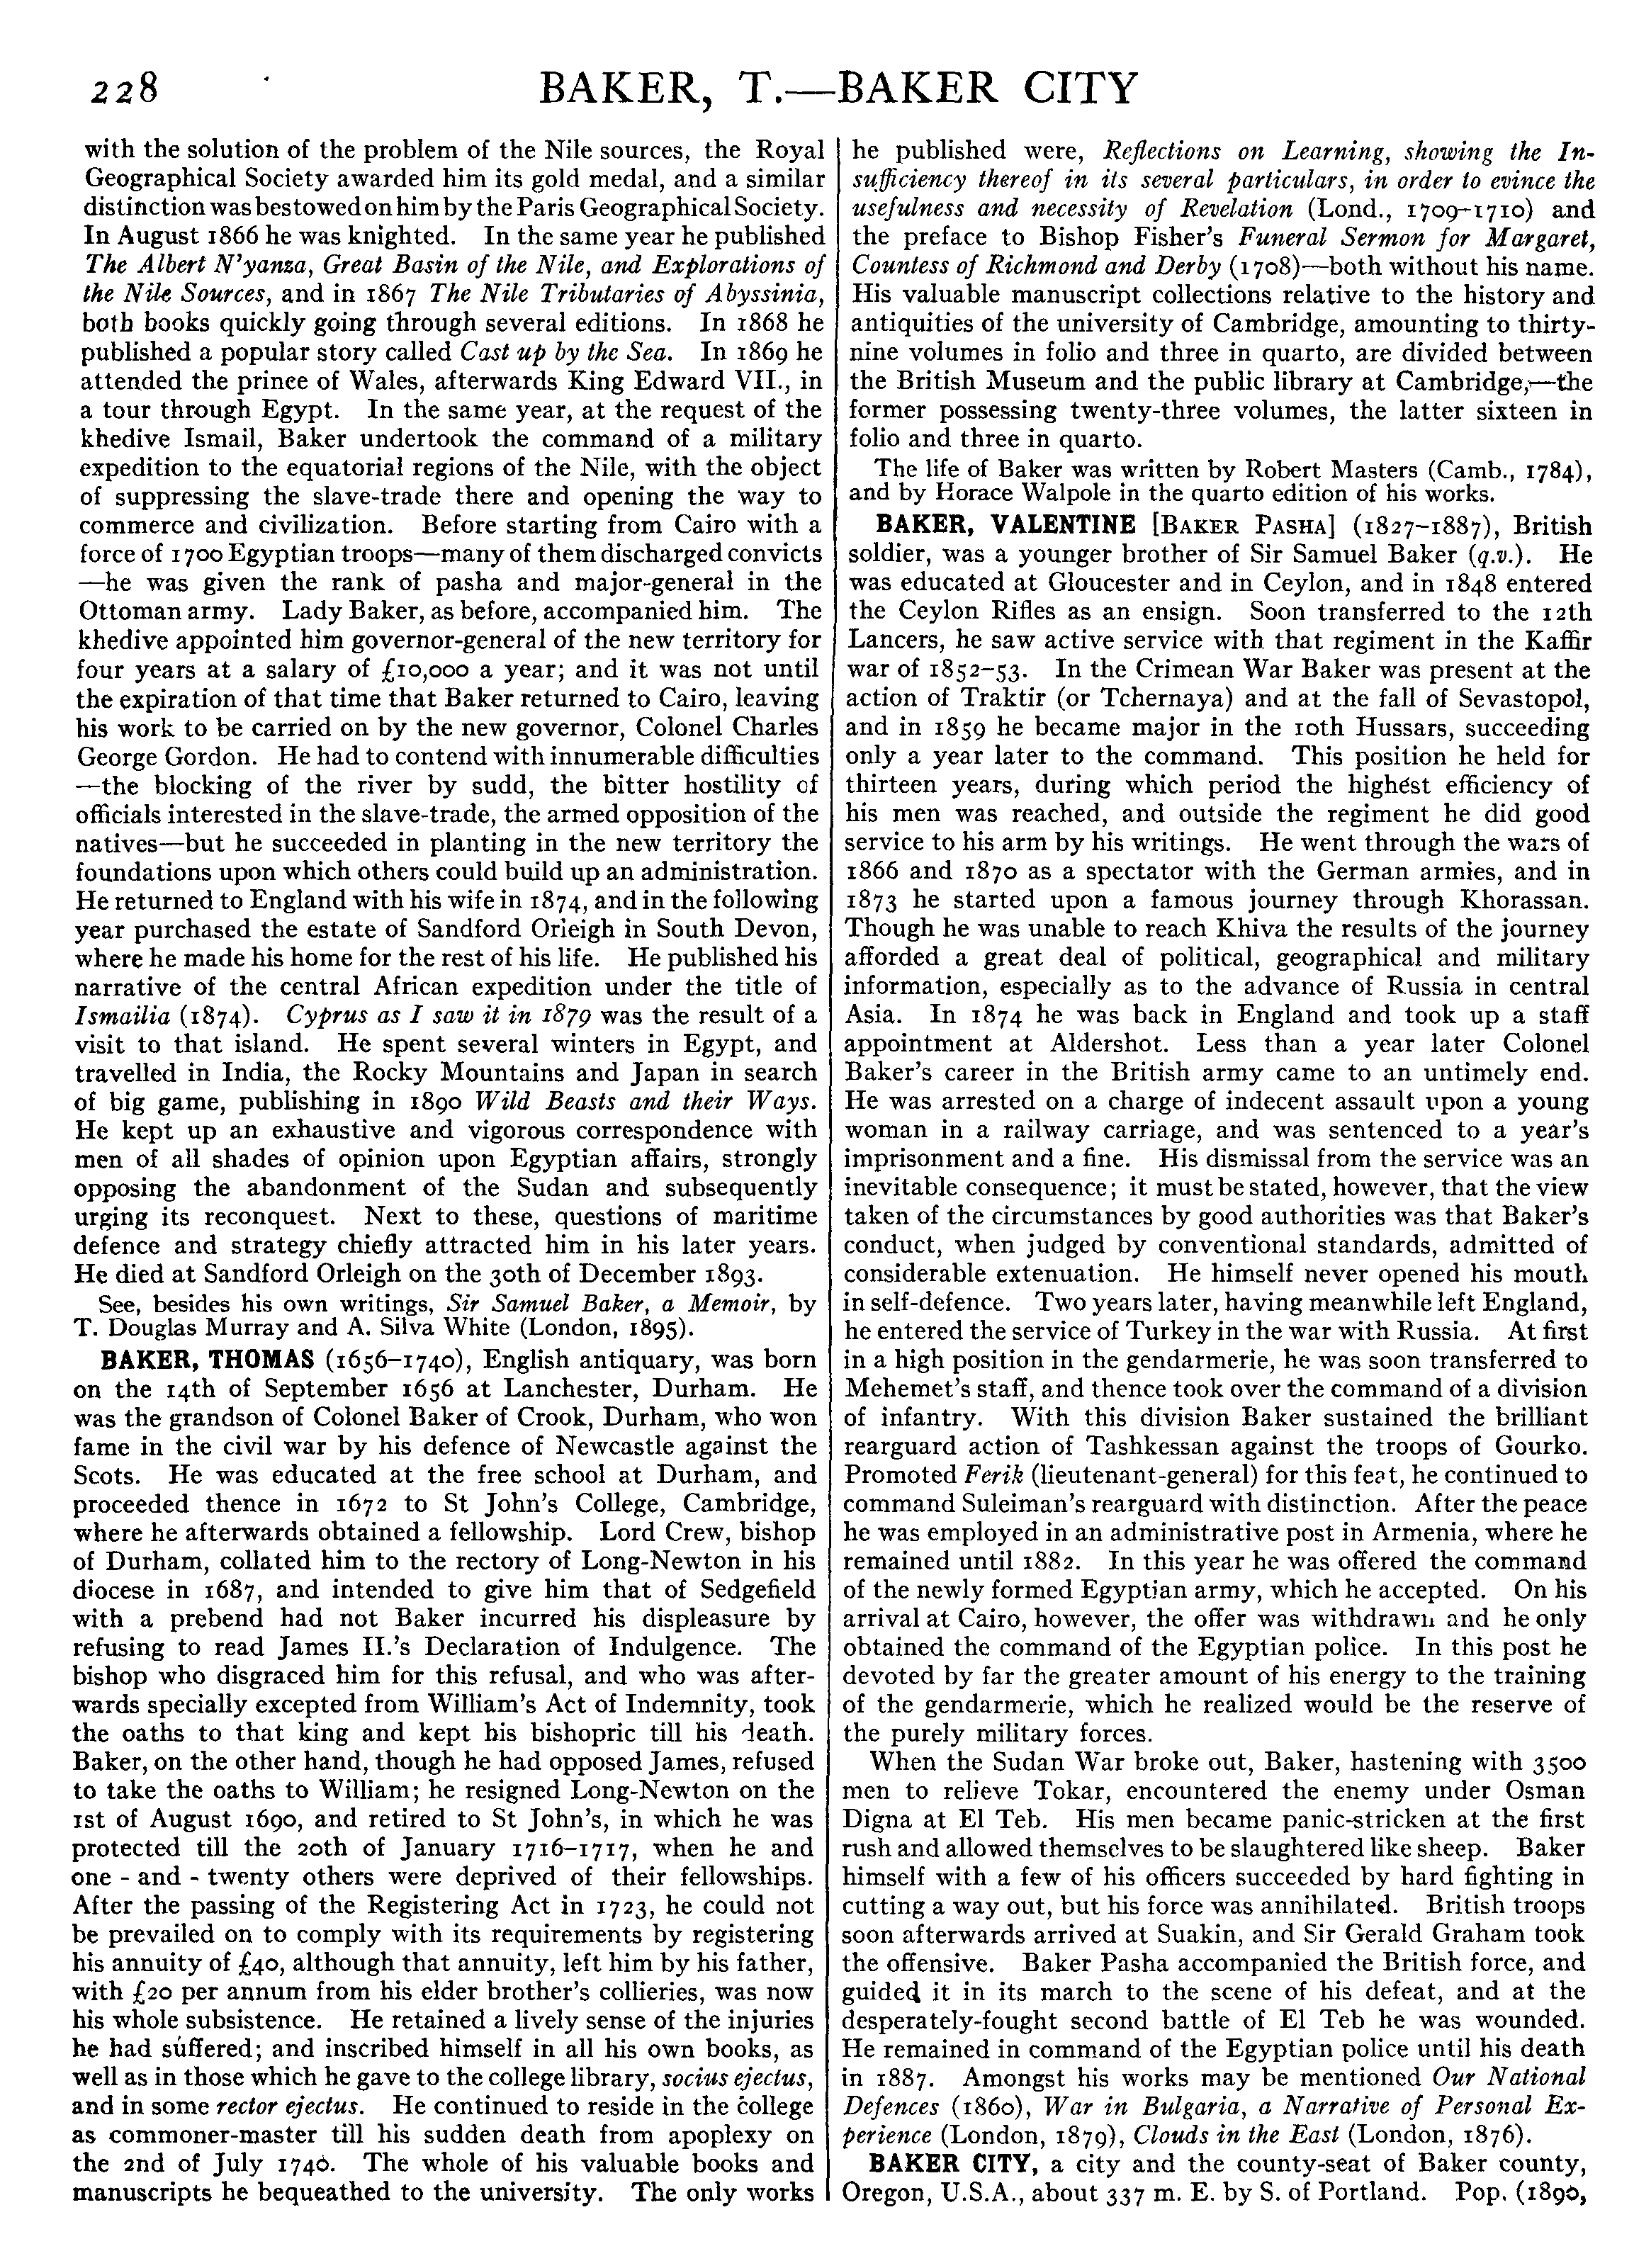 228
BAKER, T.—BAKER CITY
with the solution of the problem of the Nile sources, the Royal
Geographical Society awarded him its gold medal, and a similar
distinction was bestowed on him by the Paris Geographical Society.
In August 1866 he was knighted. In the same year he published
The Albert N'yanza, Great Basin of the Nile, and Explorations of
the Nile Sources, and in 1867 The Nile Tributaries of Abyssinia,
both books quickly going through several editions. In 1868 he
published a popular story called Cast up by the Sea. In 1869 he
attended the prince of Wales, afterwards King Edward VII., in
a tour through Egypt. In the same year, at the request of the
khedive Ismail, Baker undertook the command of a military
expedition to the equatorial regions of the Nile, with the object
of suppressing the slave-trade there and opening the way to
commerce and civilization. Before starting from Cairo with a
force of 1700 Egyptian troops—many of them discharged convicts
—he was given the rank of pasha and major-general in the
Ottoman army. Lady Baker, as before, accompanied him. The
khedive appointed him governor-general of the new territory for
four years at a salary of £10,000 a year; and it was not until
the expiration of that time that Baker returned to Cairo, leaving
his work to be carried on by the new governor, Colonel Charles
George Gordon. He had to contend with innumerable difficulties
—the blocking of the river by sudd, the bitter hostility of
officials interested in the slave-trade, the armed opposition of the
natives—but he succeeded in planting in the new territory the
foundations upon which others could build up an administration.
He returned to England with his wife in 1874, and in the following
year purchased the estate of Sandford Orleigh in South Devon,
where he made his home for the rest of his life. He published his
narrative of the central African expedition under the title of
Ismailia (1874). Cyprus as I saw it in 1879 was the result of a
visit to that island. He spent several winters in Egypt, and
travelled in India, the Rocky Mountains and Japan in search
of big game, publishing in 1890 Wild Beasts and their Ways.
He kept up an exhaustive and vigorous correspondence with
men of all shades of opinion upon Egyptian affairs, strongly
opposing the abandonment of the Sudan and subsequently
urging its reconquest. Next to these, questions of maritime
defence and strategy chiefly attracted him in his later years.
He died at Sandford Orleigh on the 30th of December 1893.
See, besides his own writings, Sir Samuel Baker, a Memoir, by
T. Douglas Murray and A. Silva White (London, 1895).
BAKER, THOMAS (1656–1740), English antiquary, was born
on the 14th of September 1656 at Lanchester, Durham. He
was the grandson of Colonel Baker of Crook, Durham, who won
fame in the civil war by his defence of Newcastle against the
Scots. He was educated at the free school at Durham, and
proceeded thence in 1672 to St John's College, Cambridge,
where he afterwards obtained a fellowship. Lord Crew, bishop
of Durham, collated him to the rectory of Long-Newton in his
diocese in 1687, and intended to give him that of Sedgefield
with a prebend had not Baker incurred his displeasure by
refusing to read James II.'s Declaration of Indulgence. The
bishop who disgraced him for this refusal, and who was after-
wards specially excepted from William's Act of Indemnity, took
the oaths to that king and kept his bishopric till his death.
Baker, on the other hand, though he had opposed James, refused
to take the oaths to William; he resigned Long-Newton on the
1st of August 1690, and retired to St John's, in which he was
protected till the 20th of January 1716–1717, when he and
one - and - twenty others were deprived of their fellowships.
After the passing of the Registering Act in 1723, he could not
be prevailed on to comply with its requirements by registering
his annuity of £40, although that annuity, left him by his father,
with £20 per annum from his elder brother's collieries, was now
his whole subsistence. He retained a lively sense of the injuries
he had suffered; and inscribed himself in all his own books, as
well as in those which he gave to the college library, socius ejectus,
and in some rector ejectus. He continued to reside in the college
as commoner-master till his sudden death from apoplexy on
the 2nd of July 1740. The whole of his valuable books and
manuscripts he bequeathed to the university. The only works
he published were, Reflections on Learning, showing the In-
sufficiency thereof in its several particulars, in order to evince the
usefulness and necessity of Revelation (Lond., 1709–1710) and
the preface to Bishop Fisher's Funeral Sermon for Margaret,
Countess of Richmond and Derby (1708)—both without his name.
His valuable manuscript collections relative to the history and
antiquities of the university of Cambridge, amounting to thirty-
nine volumes in folio and three in quarto, are divided between
the British Museum and the public library at Cambridge,—the
former possessing twenty-three volumes, the latter sixteen in
folio and three in quarto.
The life of Baker was written by Robert Masters (Camb., 1784),
and by Horace Walpole in the quarto edition of his works.
BAKER, VALENTINE [BAKER PASHA] (1827–1887), British
soldier, was a younger brother of Sir Samuel Baker (q.v.). He
was educated at Gloucester and in Ceylon, and in 1848 entered
the Ceylon Rifles as an ensign. Soon transferred to the 12th
Lancers, he saw active service with that regiment in the Kaffir
war of 1852–53. In the Crimean War Baker was present at the
action of Traktir (or Tchernaya) and at the fall of Sevastopol,
and in 1859 he became major in the 10th Hussars, succeeding
only a year later to the command. This position he held for
thirteen years, during which period the highest efficiency of
his men was reached, and outside the regiment he did good
service to his arm by his writings. He went through the wars of
1866 and 1870 as a spectator with the German armies, and in
1873 he started upon a famous journey through Khorassan.
Though he was unable to reach Khiva the results of the journey
afforded a great deal of political, geographical and military
information, especially as to the advance of Russia in central
Asia. In 1874 he was back in England and took up a staff
appointment at Aldershot. Less than a year later Colonel
Baker's career in the British army came to an untimely end.
He was arrested on a charge of indecent assault upon a young
woman in a railway carriage, and was sentenced to a year's
imprisonment and a fine. His dismissal from the service was an
inevitable consequence; it must be stated, however, that the view
taken of the circumstances by good authorities was that Baker's
conduct, when judged by conventional standards, admitted of
considerable extenuation. He himself never opened his mouth
in self-defence. Two years later, having meanwhile left England,
he entered the service of Turkey in the war with Russia. At first
in a high position in the gendarmerie, he was soon transferred to
Mehemet's staff, and thence took over the command of a division
of infantry. With this division Baker sustained the brilliant
rearguard action of Tashkessan against the troops of Gourko.
Promoted Ferik (lieutenant-general) for this feat, he continued to
command Suleiman's rearguard with distinction. After the peace
he was employed in an administrative post in Armenia, where he
remained until 1882. In this year he was offered the command
of the newly formed Egyptian army, which he accepted. On his
arrival at Cairo, however, the offer was withdrawn and he only
obtained the command of the Egyptian police. In this post he
devoted by far the greater amount of his energy to the training
of the gendarmerie, which he realized would be the reserve of
the purely military forces.
When the Sudan War broke out, Baker, hastening with 3500
men to relieve Tokar, encountered the enemy under Osman
Digna at El Teb. His men became panic-stricken at the first
rush and allowed themselves to be slaughtered like sheep. Baker
himself with a few of his officers succeeded by hard fighting in
cutting a way out, but his force was annihilated. British troops
soon afterwards arrived at Suakin, and Sir Gerald Graham took
the offensive. Baker Pasha accompanied the British force, and
guided it in its march to the scene of his defeat, and at the
desperately-fought second battle of El Teb he was wounded.
He remained in command of the Egyptian police until his death
in 1887. Amongst his works may be mentioned Our National
Defences (1860), War in Bulgaria, a Narrative of Personal Ex-
perience (London, 1879), Clouds in the East (London, 1876).
BAKER CITY, a city and the county-seat of Baker county,
Oregon, U.S.A., about 337 m. E. by S. of Portland. Pop. (1890,